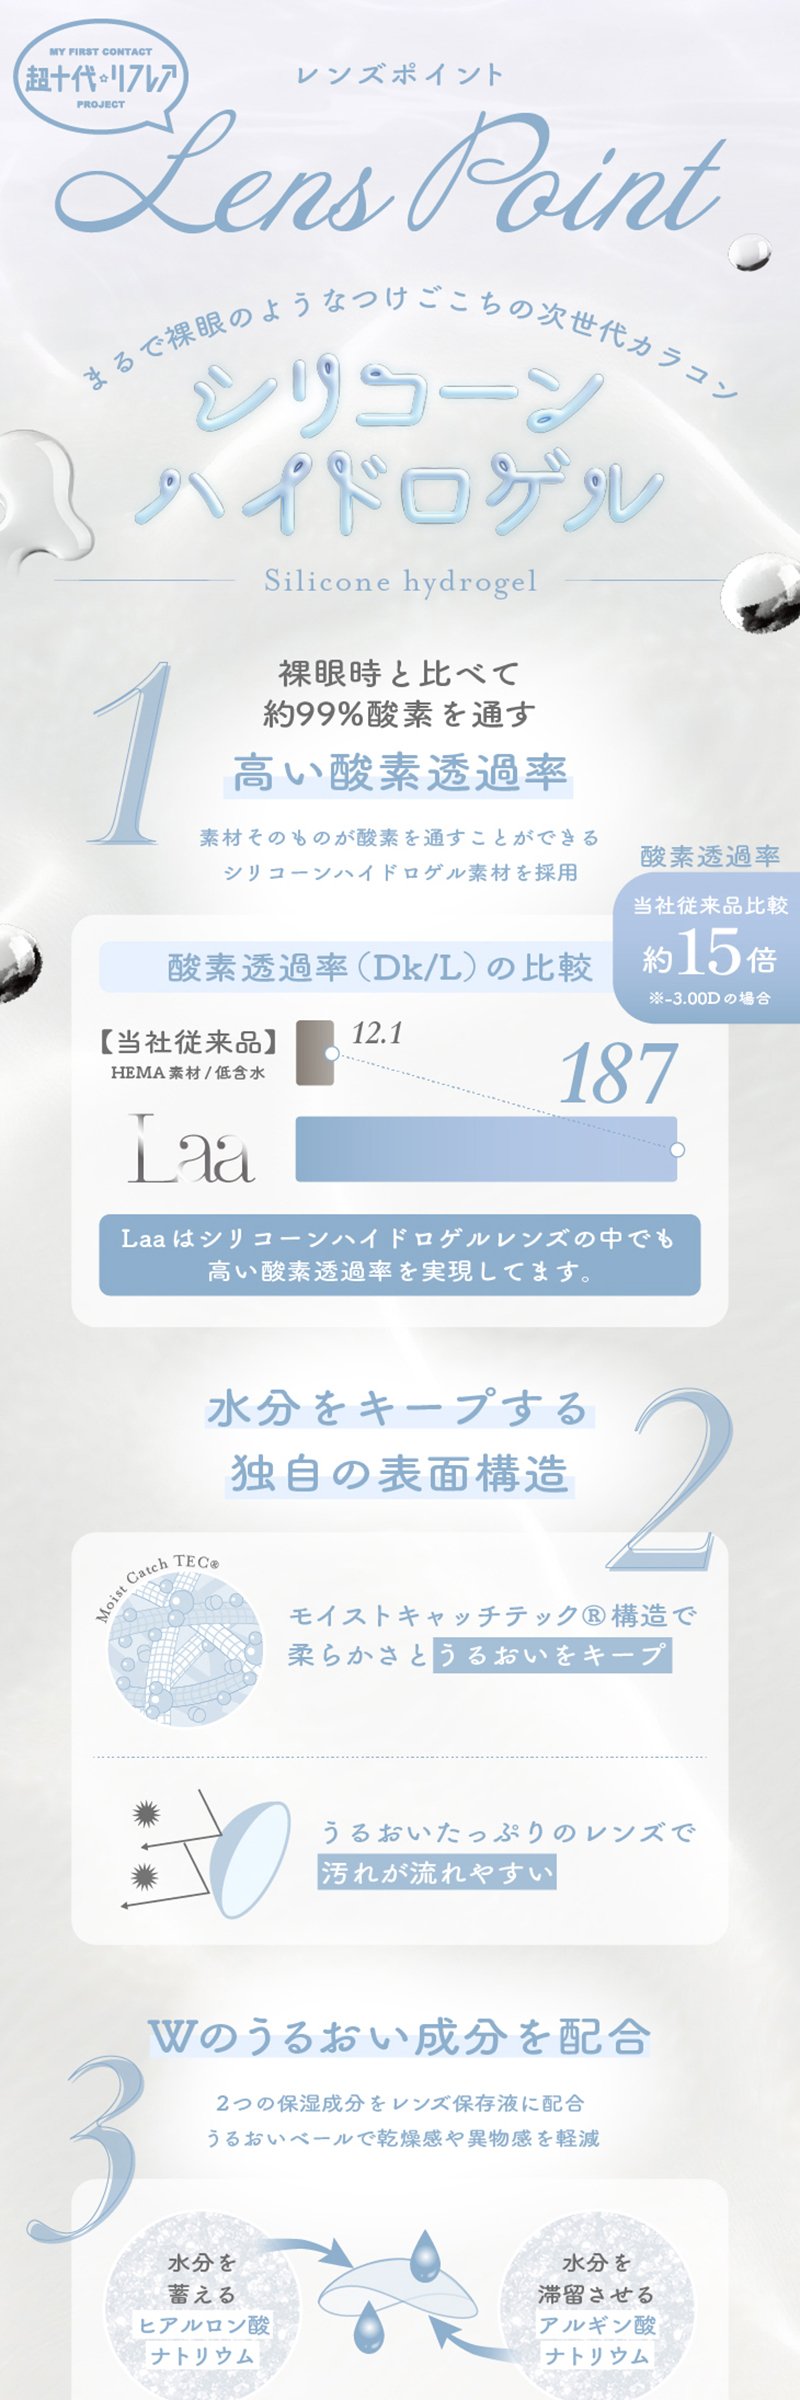 MY FIRST CONTACT
超十代☆リフレア
PROJECT
レンズポイント
Lens Point
まるで裸眼のようなつけごこちの次世代カラコン
シリコーン
ハイドロゲル
Silicone hydrogel
1
裸眼時と比べて
約99%酸素を通す
高い酸素透過率
素材そのものが酸素を通すことができる
シリコーンハイドロゲル素材を採用
酸素透過率
当社従来品比較
約15倍
※-3.00Dの場合
酸素透過率（Dk/L）の比較
【当社従来品】
HEMA素材/低含水
12.1
187
Laa
Laaはシリコーンハイドロゲルレンズの中でも
高い酸素透過率を実現してます。
2
水分をキープする
独自の表面構造
Moist Catch TEC®
モイストキャッチテック®構造で
柔らかさとうるおいをキープ
うるおいたっぷりのレンズで
汚れが流れやすい
3
Wのうるおい成分を配合
2つの保湿成分をレンズ保存液に配合
うるおいベールで乾燥感や異物感を軽減
水分を
蓄える
ヒアルロン酸
ナトリウム
水分を
滞留させる
アルギン酸
ナトリウム